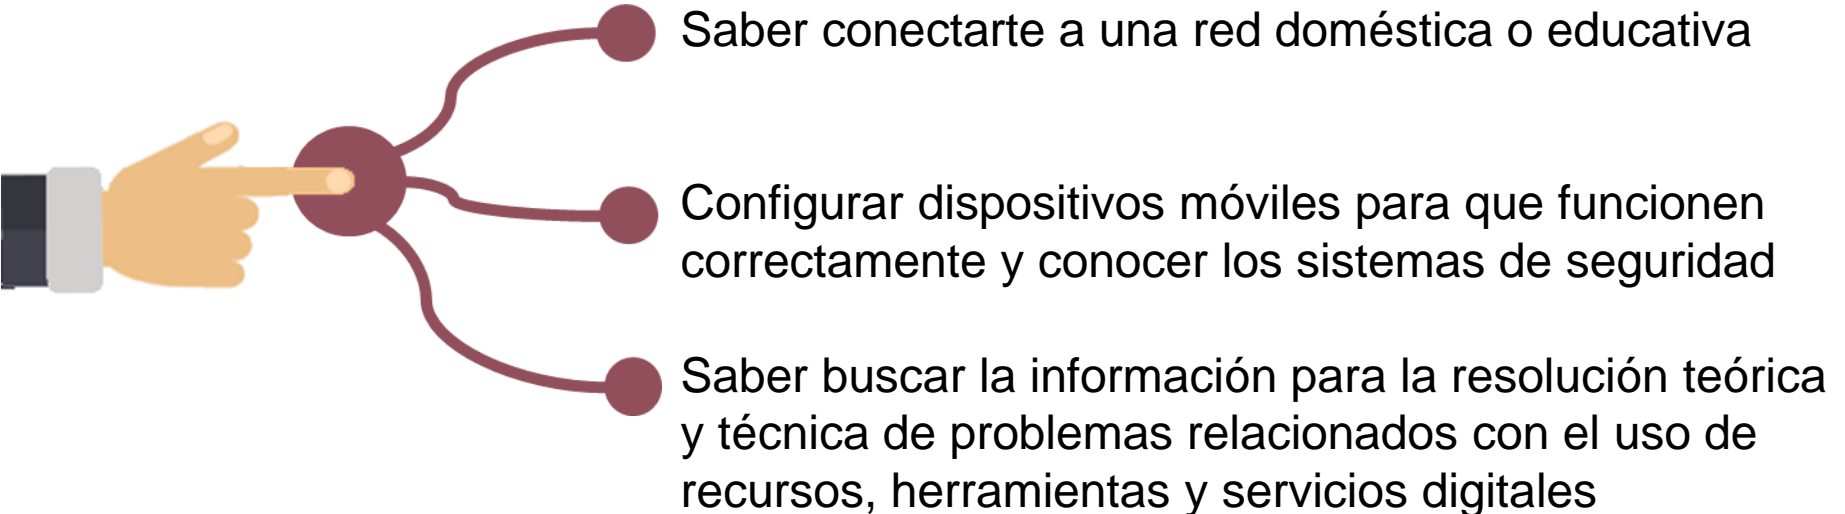 Saber conectarte a una red doméstica o educativa
Configurar dispositivos móviles para que funcionen
correctamente y conocer los sistemas de seguridad
Saber buscar la información para la resolución teórica
y técnica de problemas relacionados con el uso de
recursos, herramientas y servicios digitales